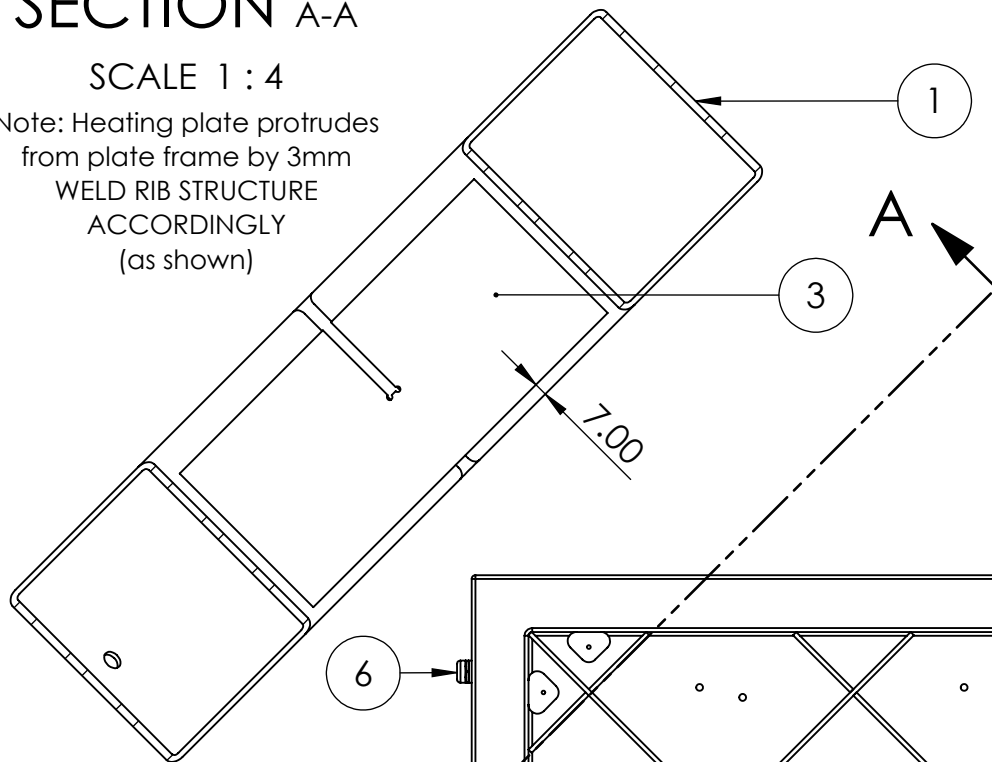 SECTION A-A
SCALE 1 : 4
Note: Heating plate protrudes
from plate frame by 3mm
WELD RIB STRUCTURE
ACCORDINGLY
(as shown)
1
A
3
7.00
6